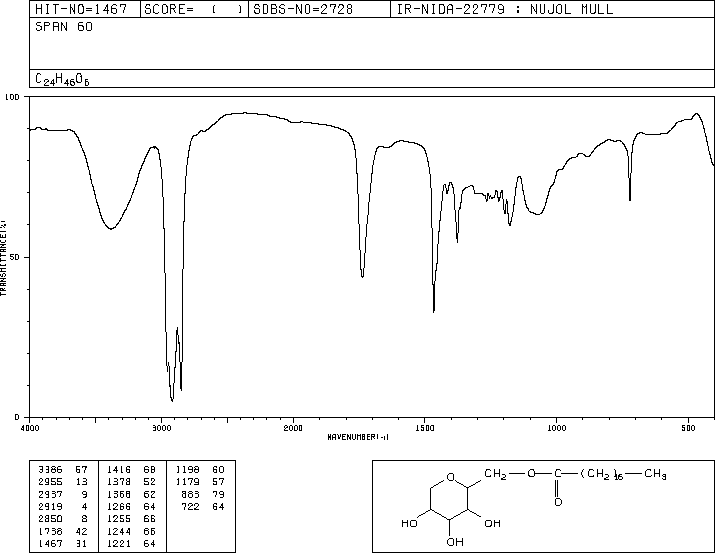 HIT-NO=1467 SCORE= ( ) SDBS-NO=2728 IR-NIDA-22779 : NUJOL MULL
SPAN 60
C24H46O6
100
50
0
TRANSMITTANCE(%)
4000 3000 2000 1500 1000 500
WAVENUMBER(-1)
3386 57 1416 68 1198 60
2955 13 1378 52 1179 57
2937 9 1368 62 883 79
2919 4 1266 64 722 64
2850 8 1255 66
1736 42 1244 66
1467 31 1221 64
CH2 O C (CH2)16 CH3
O
O
HO OH
OH